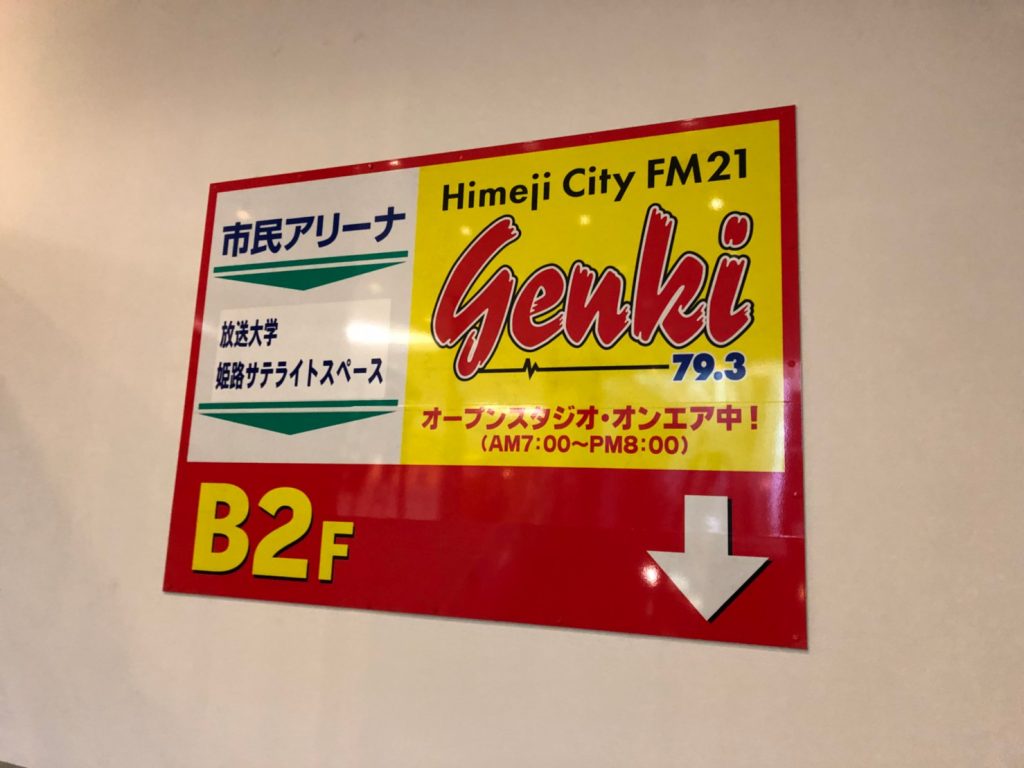 市民アリーナ
放送大学
姫路サテライトスペース
Himeji City FM21
Genki
79.3
オープンスタジオ・オンエア中!
(AM7:00~PM8:00)
B2F